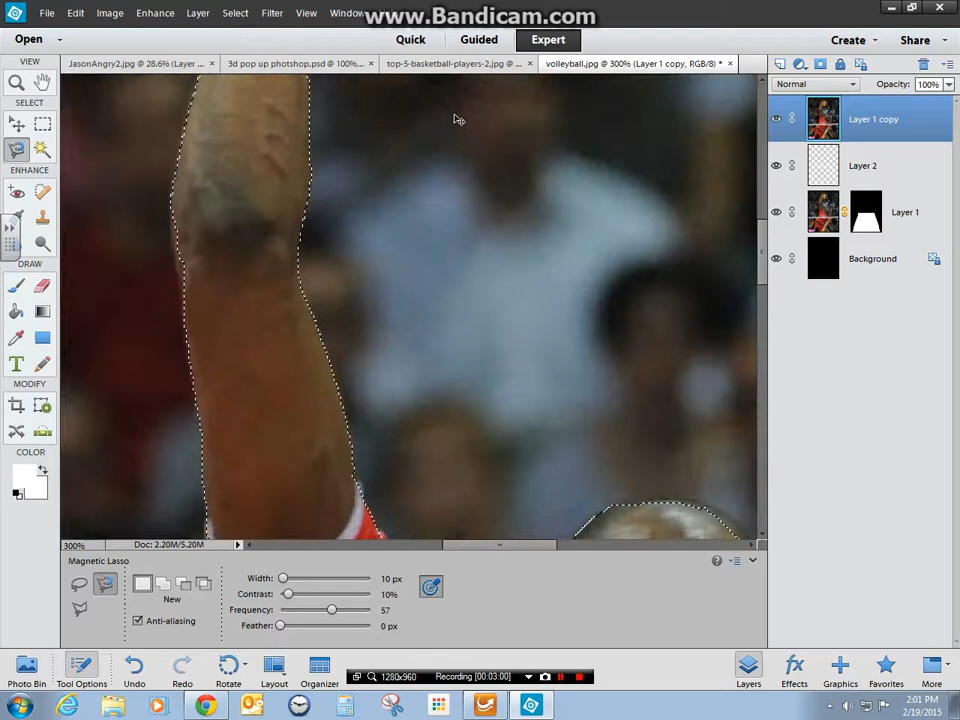 www.Bandicam.com
File Edit Image Enhance Layer Select Filter View Window
Open Quick Guided Expert Create Share
VIEW
JasonAngry2.jpg @ 28.6% (Layer ... × 3d pop up photshop.psd @ 100%... × top-5-basketball-players-2.jpg @ ... × volleyball.jpg @ 300% (Layer 1 copy, RGB/8) * ×
Normal Opacity: 100%
SELECT
Layer 1 copy
Layer 2
ENHANCE
Layer 1
DRAW
Background
MODIFY
COLOR
300% Doc: 2.20M/5.20M
Magnetic Lasso
New
Anti-aliasing
Width: 10 px
Contrast: 10%
Frequency: 57
Feather: 0 px
Photo Bin Tool Options Undo Redo Rotate Layout Organizer Layers Effects Graphics Favorites More
1280x960 Recording [00:03:00]
2:01 PM
2/19/2015